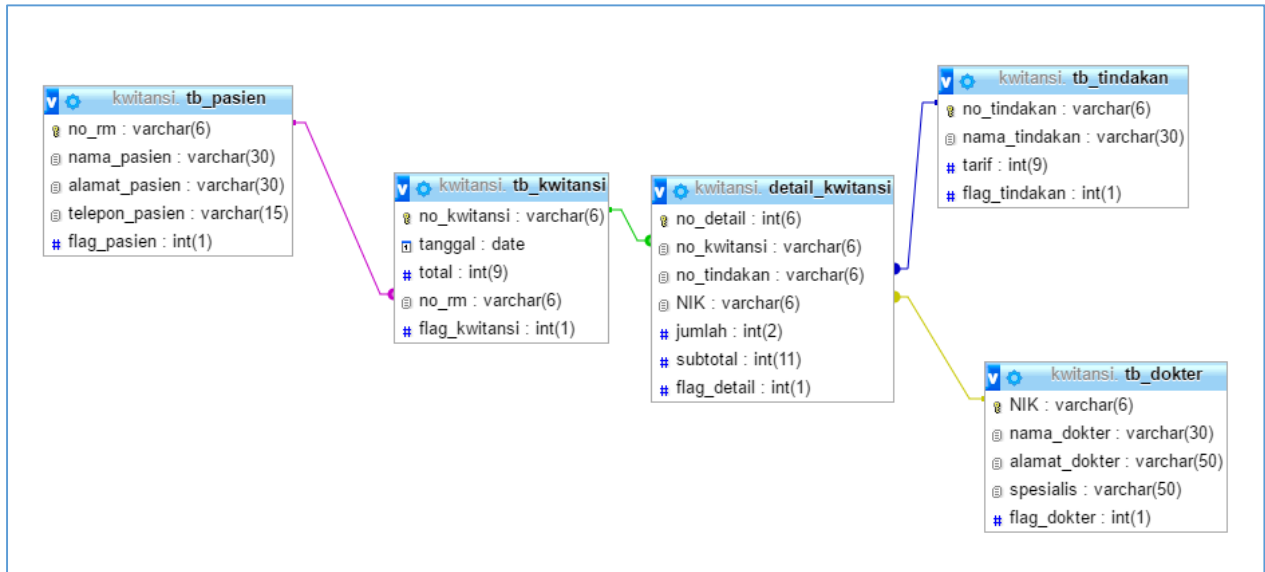 kwitansi. tb_pasien
no_rm : varchar(6)
nama_pasien : varchar(30)
alamat_pasien : varchar(30)
telepon_pasien : varchar(15)
# flag_pasien : int(1)
kwitansi. tb_kwitansi
no_kwitansi : varchar(6)
tanggal : date
# total : int(9)
no_rm : varchar(6)
# flag_kwitansi : int(1)
kwitansi. detail_kwitansi
no_detail : int(6)
no_kwitansi : varchar(6)
no_tindakan : varchar(6)
NIK : varchar(6)
# jumlah : int(2)
# subtotal : int(11)
# flag_detail : int(1)
kwitansi. tb_tindakan
no_tindakan : varchar(6)
nama_tindakan : varchar(30)
# tarif : int(9)
# flag_tindakan : int(1)
kwitansi. tb_dokter
NIK : varchar(6)
nama_dokter : varchar(30)
alamat_dokter : varchar(50)
spesialis : varchar(50)
# flag_dokter : int(1)